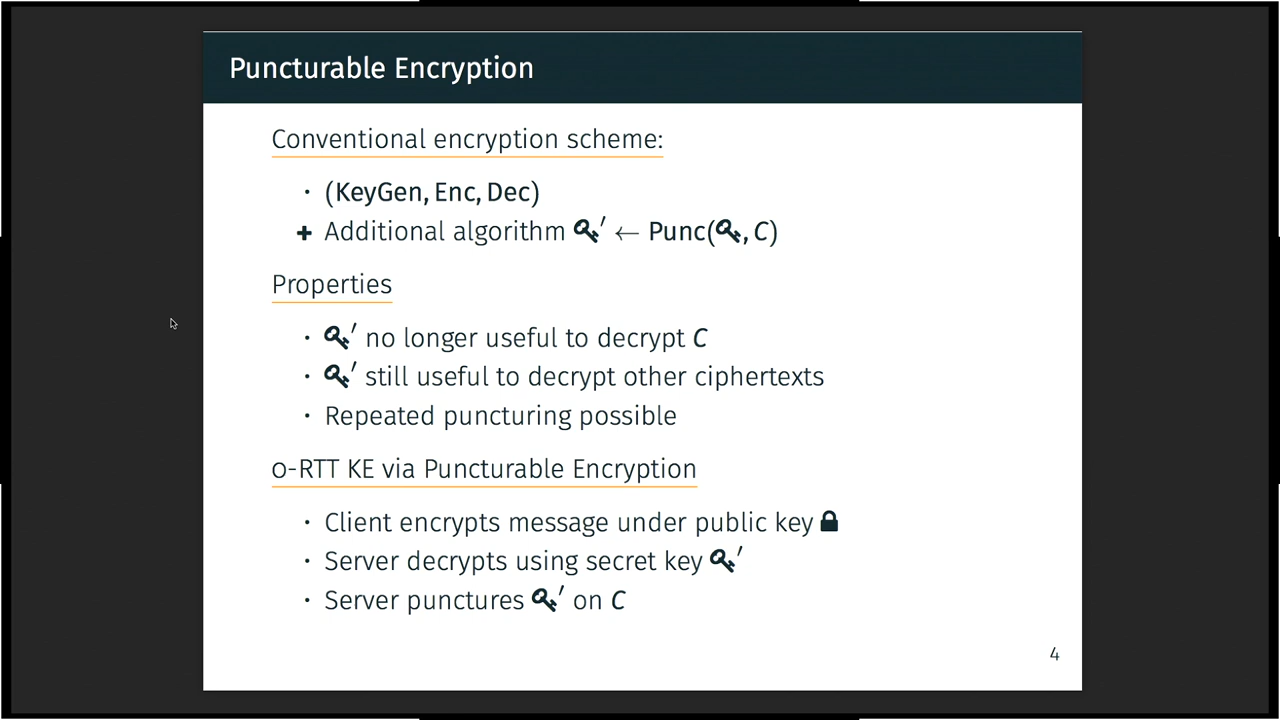 Puncturable Encryption
Conventional encryption scheme:
· (KeyGen, Enc, Dec)
+ Additional algorithm 🔑′ ← Punc(🔑, C)
Properties
· 🔑′ no longer useful to decrypt C
· 🔑′ still useful to decrypt other ciphertexts
· Repeated puncturing possible
0-RTT KE via Puncturable Encryption
· Client encrypts message under public key 🔒
· Server decrypts using secret key 🔑′
· Server punctures 🔑′ on C
4